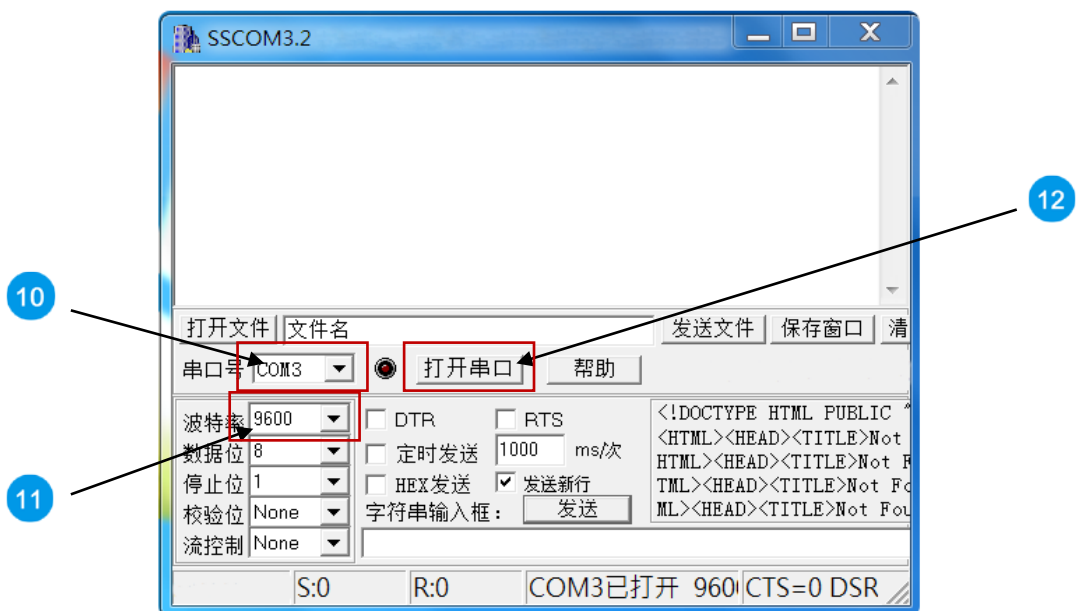 SSCOM3.2
12
10
打开文件 文件名 发送文件 保存窗口 清
串口号 COM3 打开串口 帮助
波特率 9600 DTR RTS
数据位 8 定时发送 1000 ms/次
停止位 1 HEX发送 发送新行
校验位 None 字符串输入框: 发送
流控制 None
<!DOCTYPE HTML PUBLIC "
<HTML><HEAD><TITLE>Not
HTML><HEAD><TITLE>Not F
TML><HEAD><TITLE>Not Fo
ML><HEAD><TITLE>Not Fou
11
S:0 R:0 COM3已打开 960 CTS=0 DSR